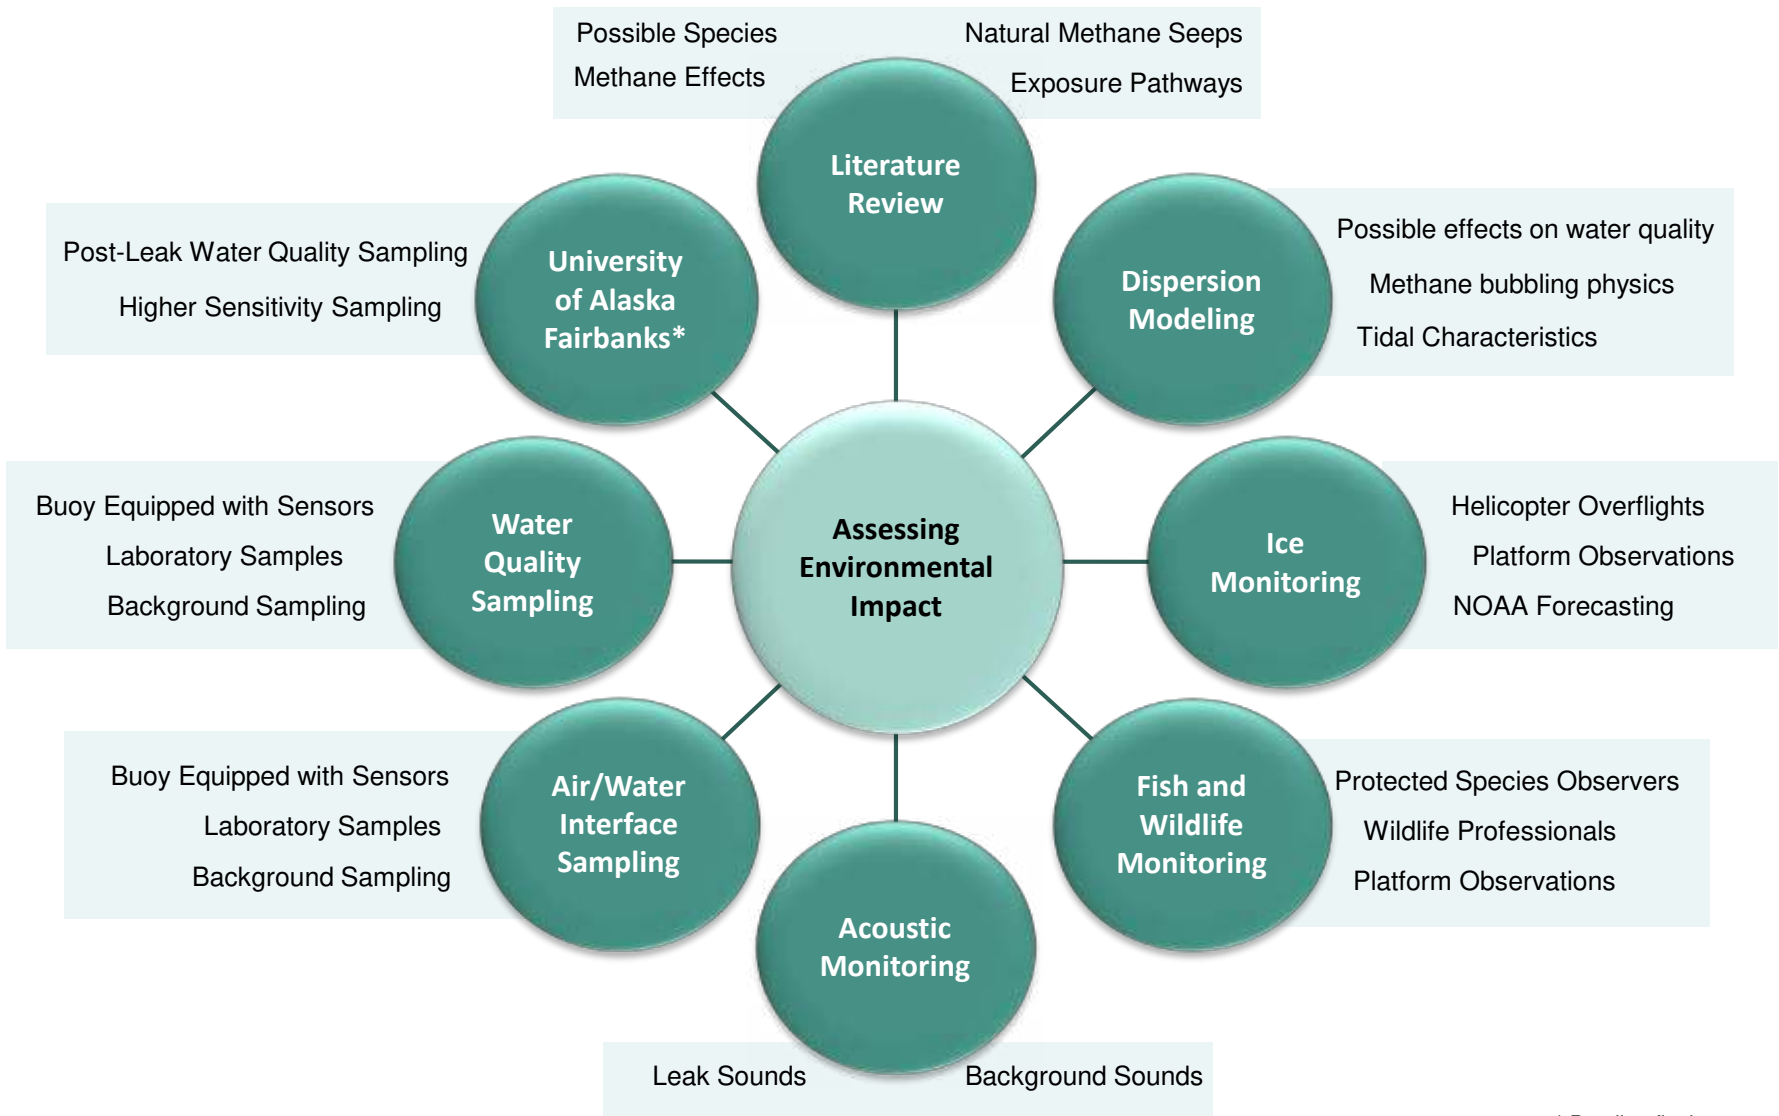 Possible Species
Methane Effects
Natural Methane Seeps
Exposure Pathways
Literature
Review
Possible effects on water quality
Methane bubbling physics
Tidal Characteristics
Dispersion
Modeling
Helicopter Overflights
Platform Observations
NOAA Forecasting
Ice
Monitoring
Protected Species Observers
Wildlife Professionals
Platform Observations
Fish and
Wildlife
Monitoring
Acoustic
Monitoring
Leak Sounds
Background Sounds
Air/Water
Interface
Sampling
Buoy Equipped with Sensors
Laboratory Samples
Background Sampling
Water
Quality
Sampling
Buoy Equipped with Sensors
Laboratory Samples
Background Sampling
University
of Alaska
Fairbanks*
Post-Leak Water Quality Sampling
Higher Sensitivity Sampling
Assessing
Environmental
Impact